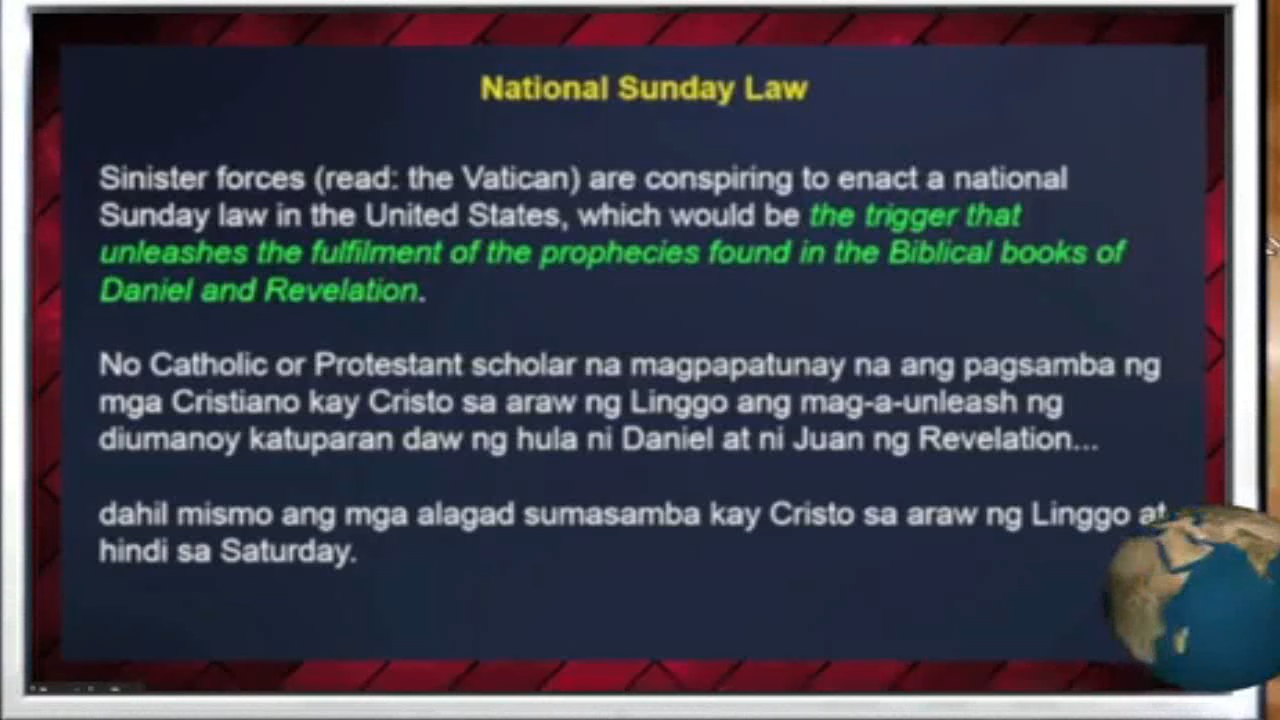 National Sunday Law
Sinister forces (read: the Vatican) are conspiring to enact a national
Sunday law in the United States, which would be the trigger that
unleashes the fulfilment of the prophecies found in the Biblical books of
Daniel and Revelation.
No Catholic or Protestant scholar na magpapatunay na ang pagsamba ng
mga Cristiano kay Cristo sa araw ng Linggo ang mag-a-unleash ng
diumanoy katuparan daw ng hula ni Daniel at ni Juan ng Revelation...
dahil mismo ang mga alagad sumasamba kay Cristo sa araw ng Linggo at
hindi sa Saturday.